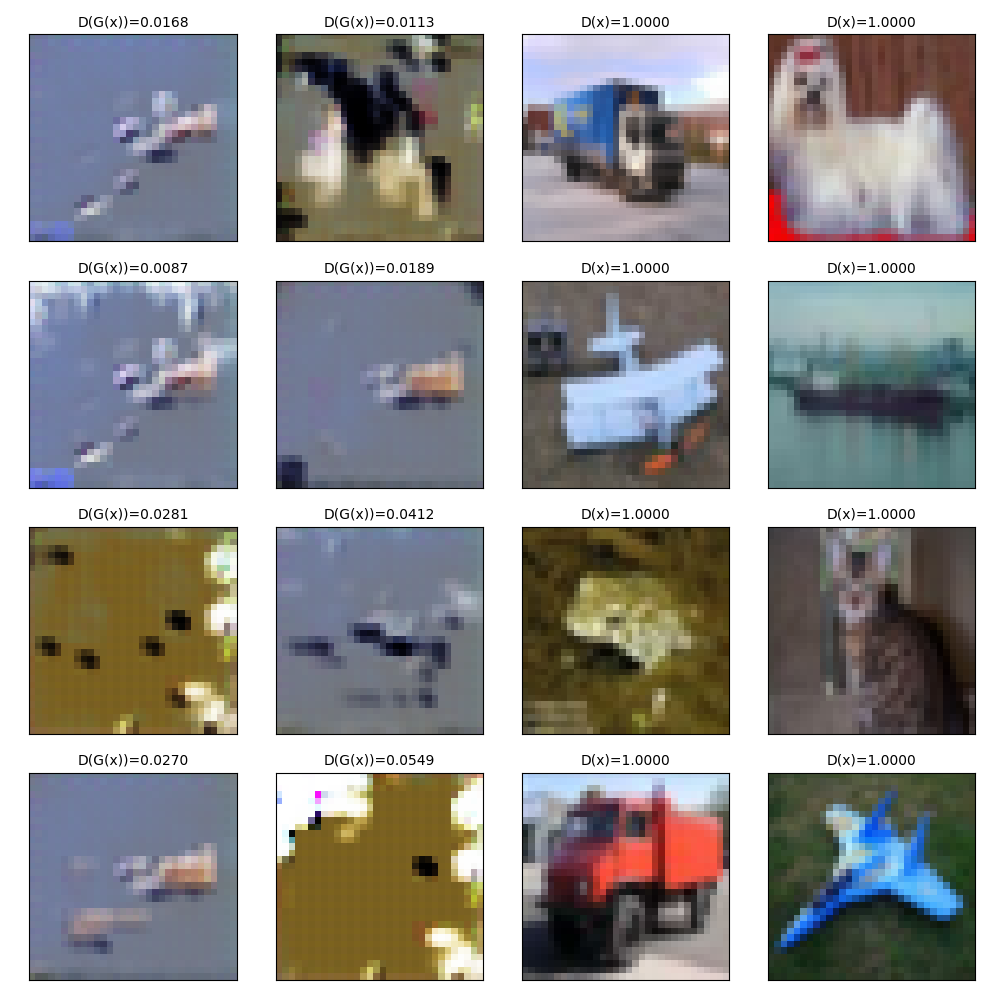 D(G(x))=0.0168
D(G(x))=0.0113
D(x)=1.0000
D(x)=1.0000
D(G(x))=0.0087
D(G(x))=0.0189
D(x)=1.0000
D(x)=1.0000
D(G(x))=0.0281
D(G(x))=0.0412
D(x)=1.0000
D(x)=1.0000
D(G(x))=0.0270
D(G(x))=0.0549
D(x)=1.0000
D(x)=1.0000